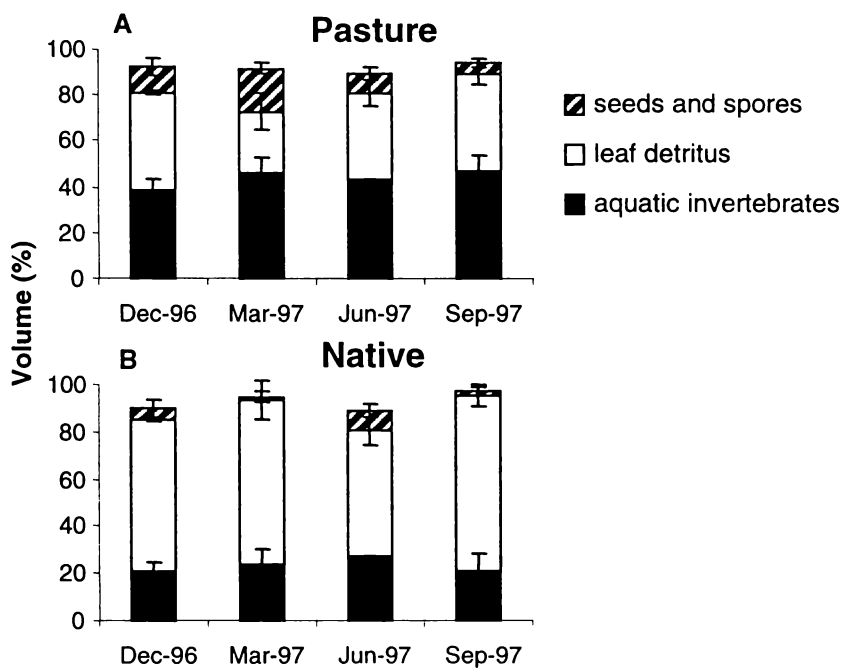 A Pasture
100
80
60
40
20
0
Dec-96 Mar-97 Jun-97 Sep-97
seeds and spores
leaf detritus
aquatic invertebrates
Volume (%)
B Native
100
80
60
40
20
0
Dec-96 Mar-97 Jun-97 Sep-97